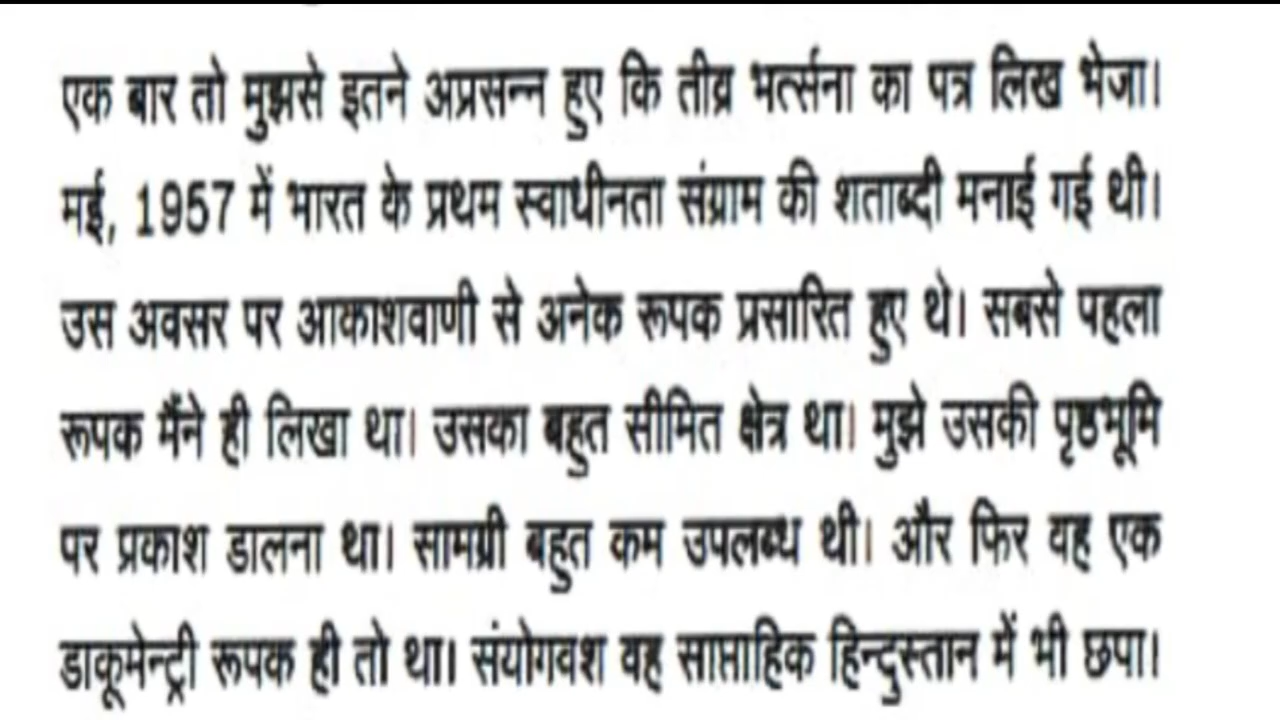 एक बार तो मुझसे इतने अप्रसन्न हुए कि तीव्र भर्त्सना का पत्र लिख भेजा।
मई, 1957 में भारत के प्रथम स्वाधीनता संग्राम की शताब्दी मनाई गई थी।
उस अवसर पर आकाशवाणी से अनेक रूपक प्रसारित हुए थे। सबसे पहला
रूपक मैंने ही लिखा था। उसका बहुत सीमित क्षेत्र था। मुझे उसकी पृष्ठभूमि
पर प्रकाश डालना था। सामग्री बहुत कम उपलब्ध थी। और फिर वह एक
डाकूमेन्ट्री रूपक ही तो था। संयोगवश वह साप्ताहिक हिन्दुस्तान में भी छपा।